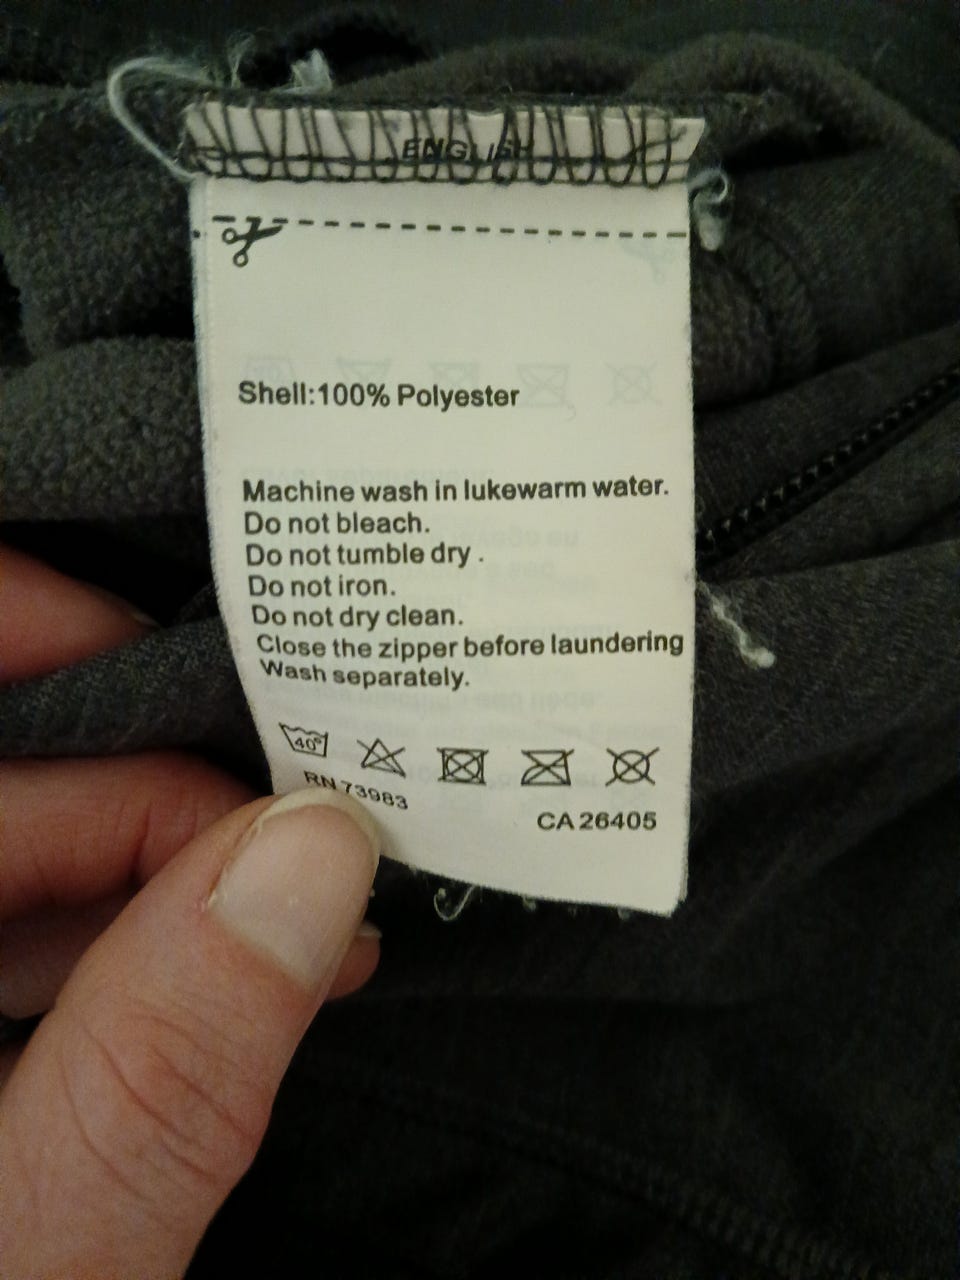 ENGLISH
Shell:100% Polyester
Machine wash in lukewarm water.
Do not bleach.
Do not tumble dry .
Do not iron.
Do not dry clean.
Close the zipper before laundering
Wash separately.
40°
RN 73983
CA 26405